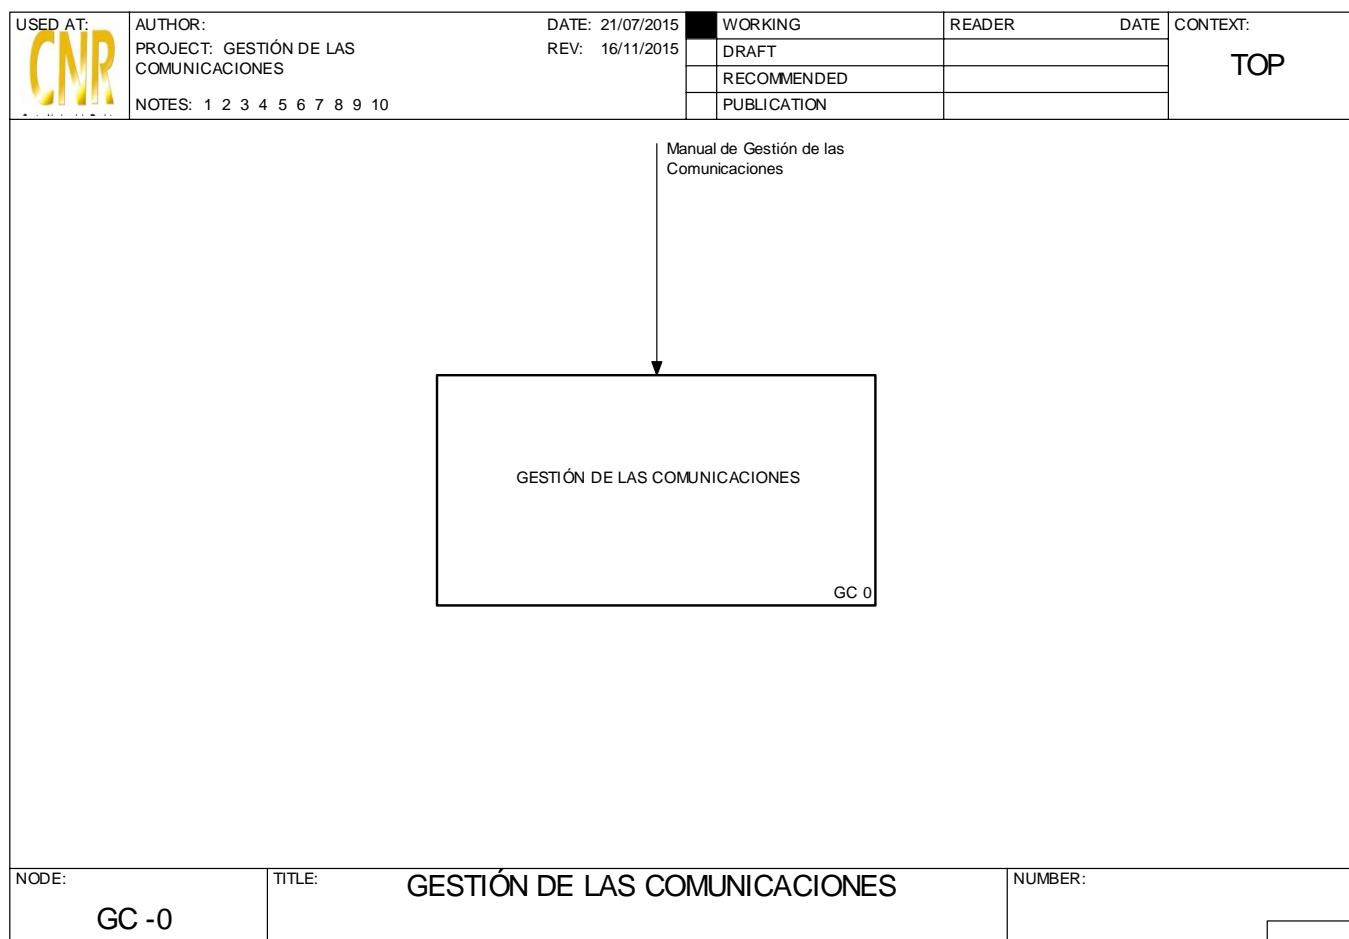 USED AT:
CNR
AUTHOR:
DATE: 21/07/2015
PROJECT: GESTIÓN DE LAS
COMUNICACIONES
REV: 16/11/2015
NOTES: 1 2 3 4 5 6 7 8 9 10
WORKING
DRAFT
RECOMMENDED
PUBLICATION
READER DATE
CONTEXT:
TOP
Manual de Gestión de las
Comunicaciones
GESTIÓN DE LAS COMUNICACIONES
GC 0
NODE:
GC -0
TITLE:
GESTIÓN DE LAS COMUNICACIONES
NUMBER: